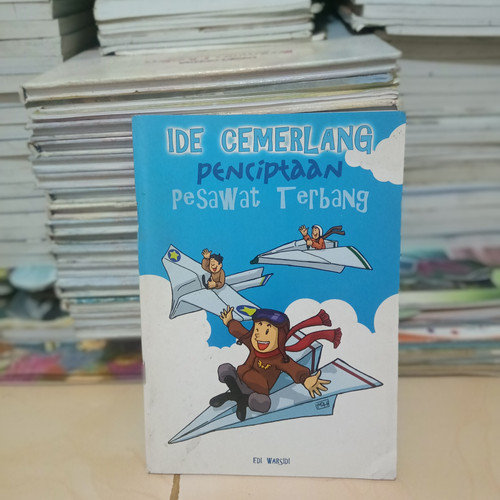 IDE CEMERLANG
PENCIPTAAN
PESAWAT TERBANG
EDI WARSIDI